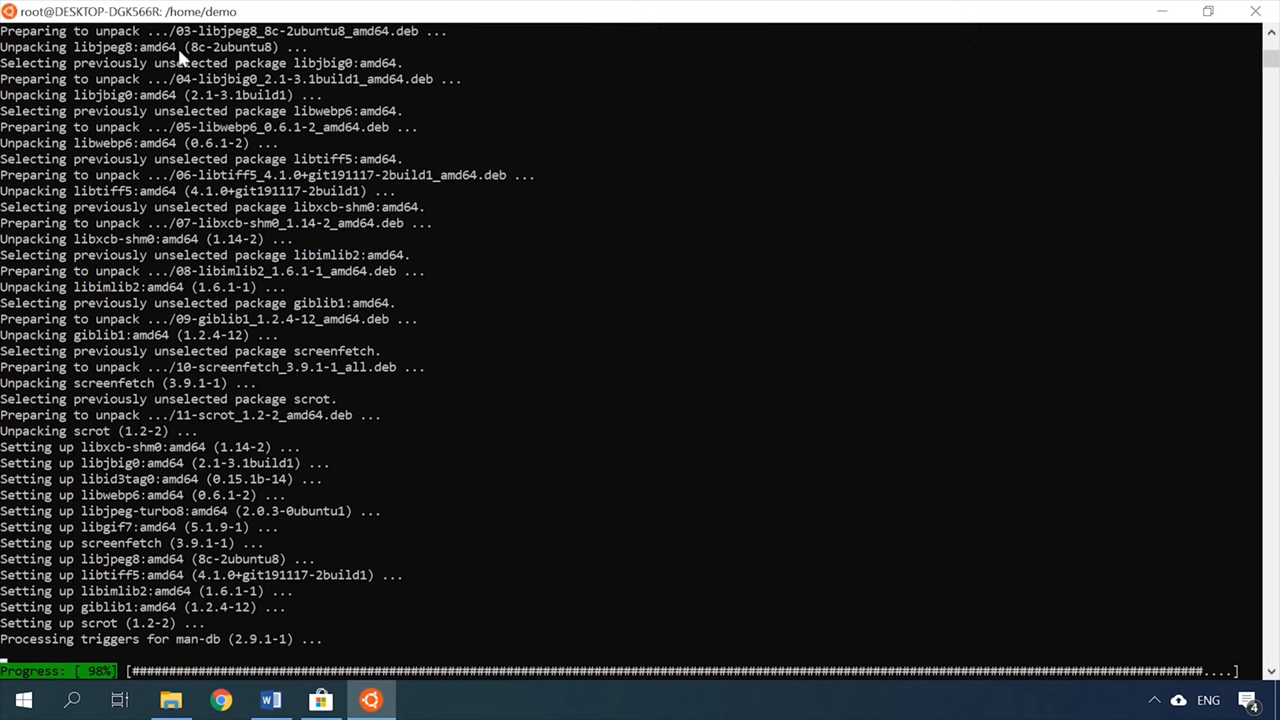 root@DESKTOP-DGK566R: /home/demo
Preparing to unpack .../03-libjpeg8_8c-2ubuntu8_amd64.deb ...
Unpacking libjpeg8:amd64 (8c-2ubuntu8) ...
Selecting previously unselected package libjbig0:amd64.
Preparing to unpack .../04-libjbig0_2.1-3.1build1_amd64.deb ...
Unpacking libjbig0:amd64 (2.1-3.1build1) ...
Selecting previously unselected package libwebp6:amd64.
Preparing to unpack .../05-libwebp6_0.6.1-2_amd64.deb ...
Unpacking libwebp6:amd64 (0.6.1-2) ...
Selecting previously unselected package libtiff5:amd64.
Preparing to unpack .../06-libtiff5_4.1.0+git191117-2build1_amd64.deb ...
Unpacking libtiff5:amd64 (4.1.0+git191117-2build1) ...
Selecting previously unselected package libxcb-shm0:amd64.
Preparing to unpack .../07-libxcb-shm0_1.14-2_amd64.deb ...
Unpacking libxcb-shm0:amd64 (1.14-2) ...
Selecting previously unselected package libimlib2:amd64.
Preparing to unpack .../08-libimlib2_1.6.1-1_amd64.deb ...
Unpacking libimlib2:amd64 (1.6.1-1) ...
Selecting previously unselected package giblib1:amd64.
Preparing to unpack .../09-giblib1_1.2.4-12_amd64.deb ...
Unpacking giblib1:amd64 (1.2.4-12) ...
Selecting previously unselected package screenfetch.
Preparing to unpack .../10-screenfetch_3.9.1-1_all.deb ...
Unpacking screenfetch (3.9.1-1) ...
Selecting previously unselected package scrot.
Preparing to unpack .../11-scrot_1.2-2_amd64.deb ...
Unpacking scrot (1.2-2) ...
Setting up libxcb-shm0:amd64 (1.14-2) ...
Setting up libjbig0:amd64 (2.1-3.1build1) ...
Setting up libid3tag0:amd64 (0.15.1b-14) ...
Setting up libwebp6:amd64 (0.6.1-2) ...
Setting up libjpeg-turbo8:amd64 (2.0.3-0ubuntu1) ...
Setting up libgif7:amd64 (5.1.9-1) ...
Setting up screenfetch (3.9.1-1) ...
Setting up libjpeg8:amd64 (8c-2ubuntu8) ...
Setting up libtiff5:amd64 (4.1.0+git191117-2build1) ...
Setting up libimlib2:amd64 (1.6.1-1) ...
Setting up giblib1:amd64 (1.2.4-12) ...
Setting up scrot (1.2-2) ...
Processing triggers for man-db (2.9.1-1) ...
Progress: [ 98%] [##################################################################################################################################################....]
ENG
4